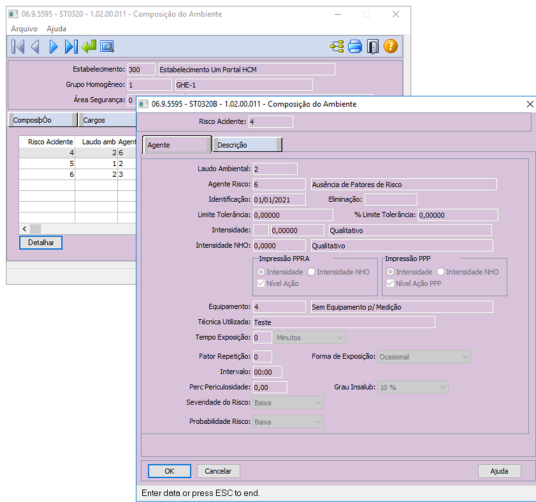 06.9.5595 - ST0320 - 1.02.00.011 - Composição do Ambiente
Arquivo Ajuda
Estabelecimento: 300 Estabelecimento Um Portal HCM
Grupo Homogêneo: 1 GHE-1
Área Segurança: 0
ComposiþÒo Cargos
Risco Acidente Laudo amb Agent
4 2 6
5 1 2
6 2 3
Detalhar
06.9.5595 - ST0320B - 1.02.00.011 - Composição do Ambiente
Risco Acidente: 4
Agente Descrição
Laudo Ambiental: 2
Agente Risco: 6 Ausência de Fatores de Risco
Identificação: 01/01/2021 Eliminação:
Limite Tolerância: 0,00000 % Limite Tolerância: 0,00000
Intensidade: 0,00000 Qualitativo
Intensidade NHO: 0,0000 Qualitativo
Impressão PPRA Impressão PPP
Intensidade Intensidade NHO Intensidade Intensidade NHO
Nível Ação Nível Ação PPP
Equipamento: 4 Sem Equipamento p/ Medição
Técnica Utilizada: Teste
Tempo Exposição: 0 Minutos
Fator Repetição: 0 Forma de Exposição: Ocasional
Intervalo: 00:00
Perc Periculosidade: 0,00 Grau Insalub: 10 %
Severidade do Risco: Baixa
Probabilidade Risco: Baixa
OK Cancelar Ajuda
Enter data or press ESC to end.